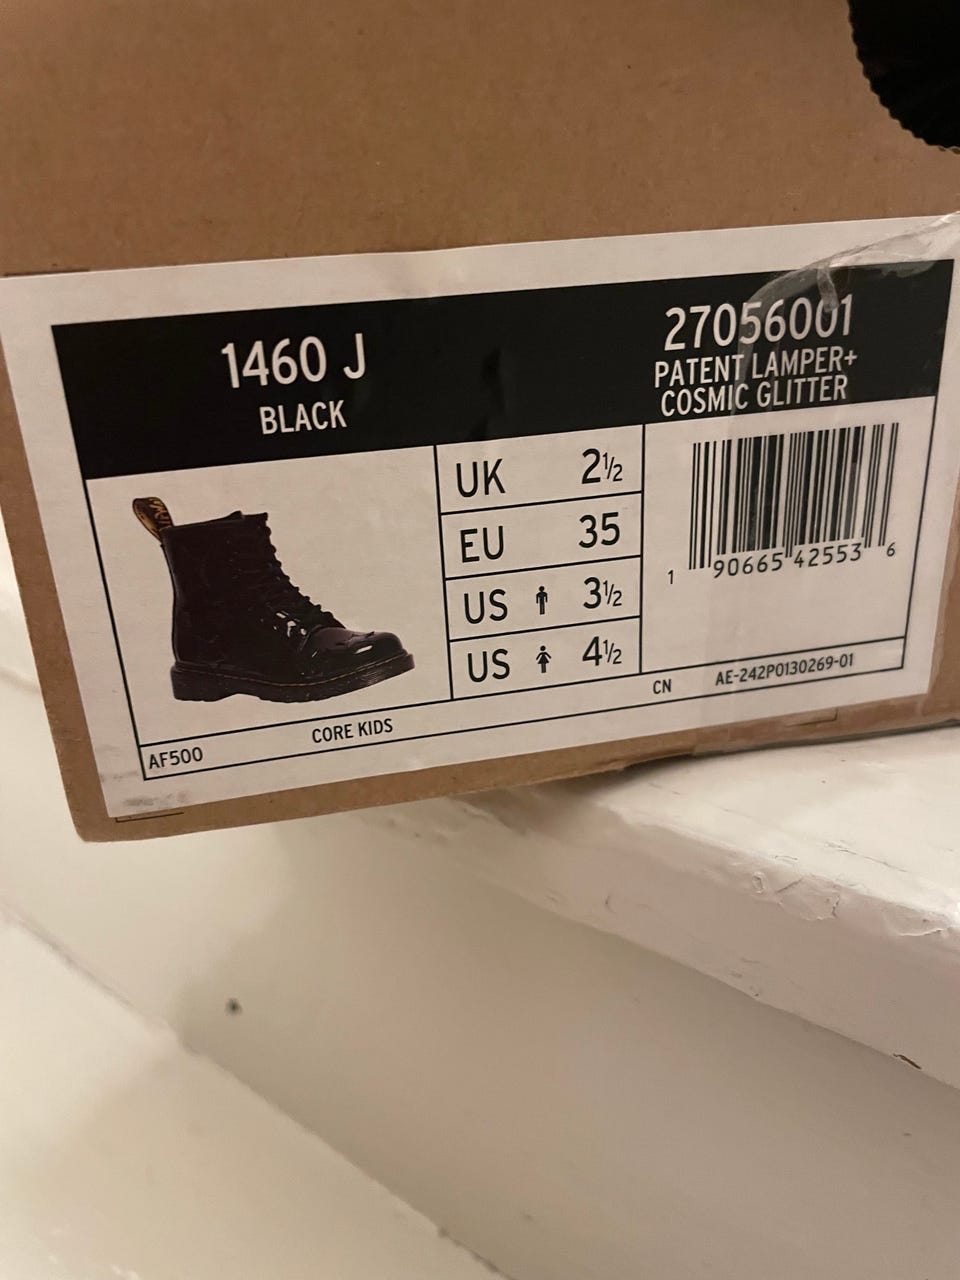 1460 J
BLACK
27056001
PATENT LAMPER+
COSMIC GLITTER
UK 2½
EU 35
US 3½
US 4½
1 90665 42553 6
AF500
CORE KIDS
CN
AE-242P0130269-01